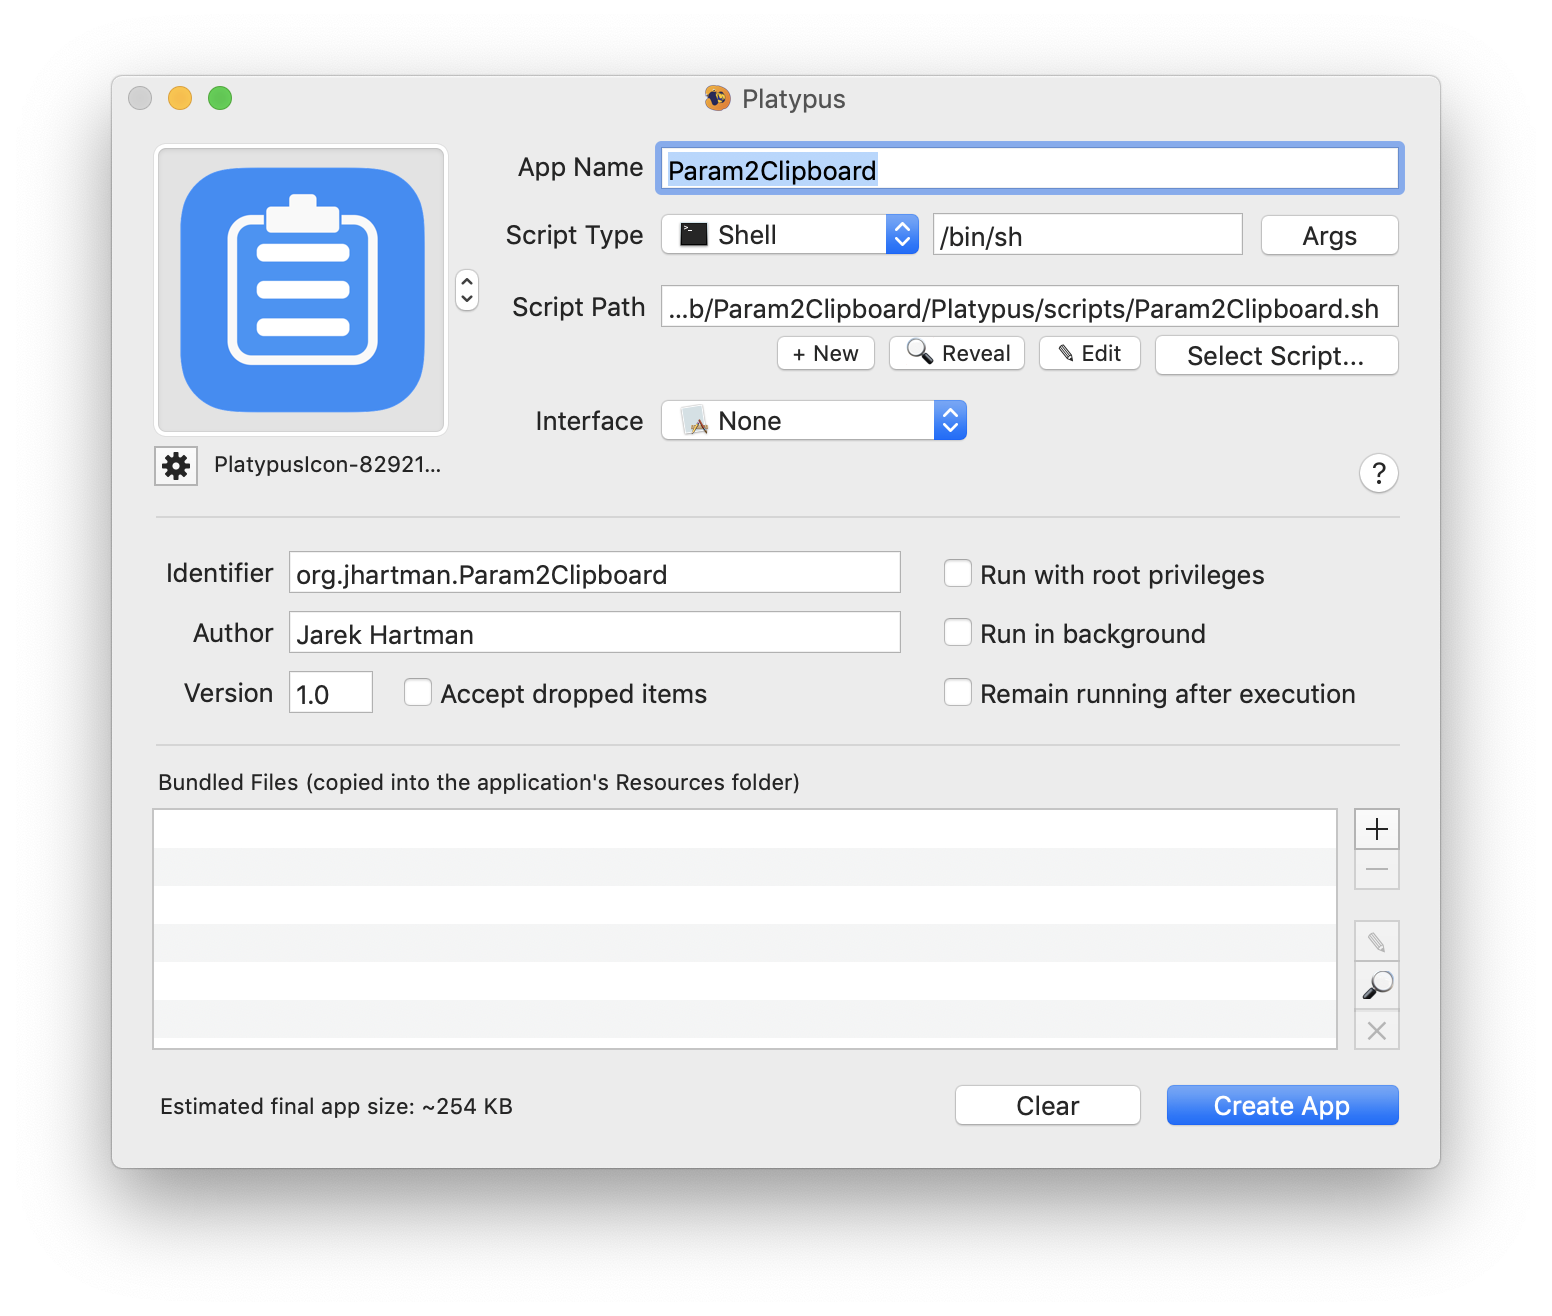 Platypus
App Name Param2Clipboard
Script Type Shell /bin/sh Args
Script Path ...b/Param2Clipboard/Platypus/scripts/Param2Clipboard.sh
+ New Reveal Edit Select Script...
Interface None
PlatypusIcon-82921...
?
Identifier org.jhartman.Param2Clipboard Run with root privileges
Author Jarek Hartman Run in background
Version 1.0 Accept dropped items Remain running after execution
Bundled Files (copied into the application's Resources folder)
Estimated final app size: ~254 KB Clear Create App